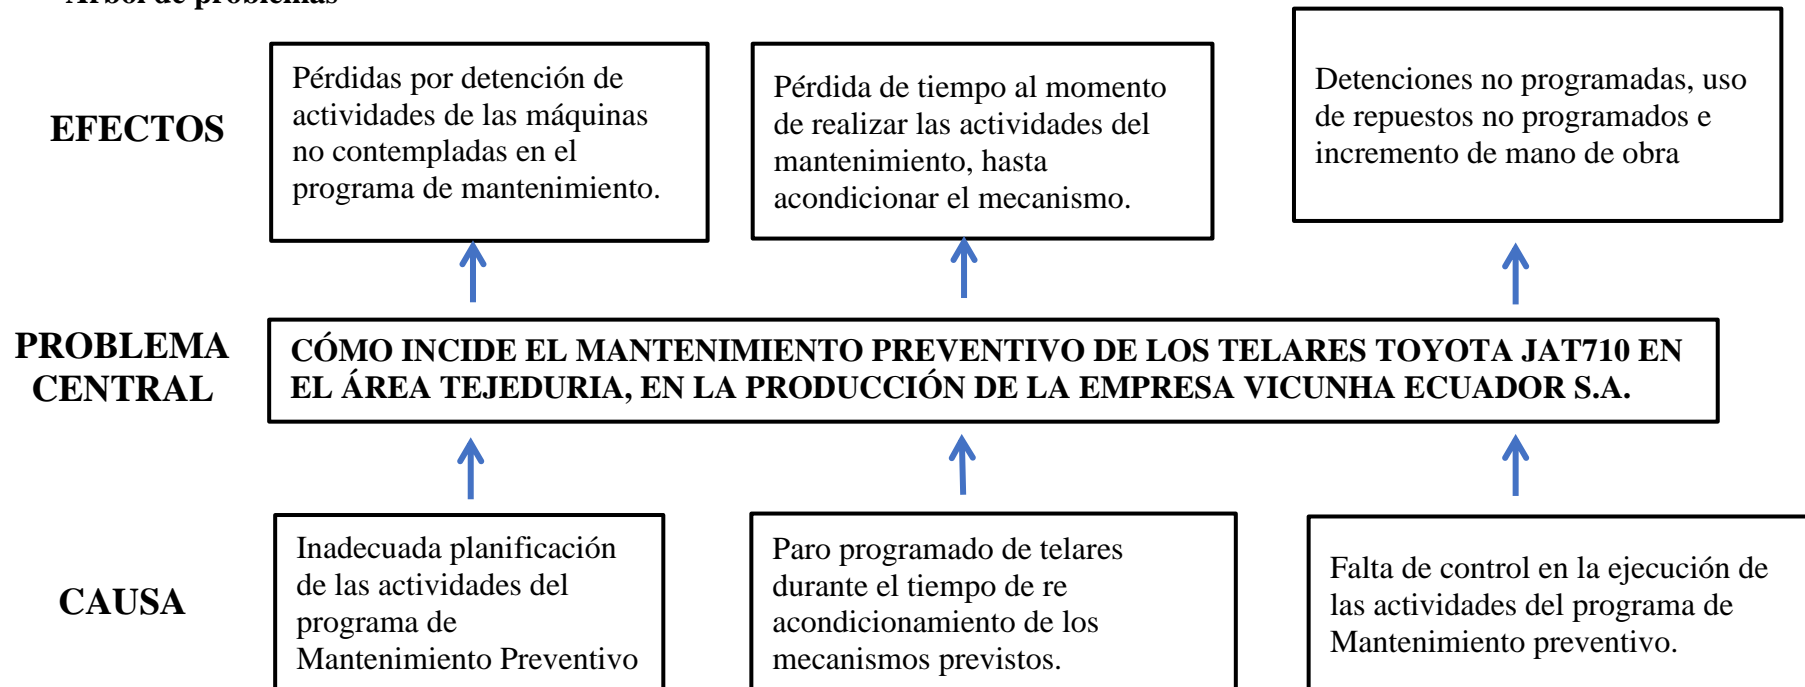 Árbol de problemas
EFECTOS
Pérdidas por detención de
actividades de las máquinas
no contempladas en el
programa de mantenimiento.
Pérdida de tiempo al momento
de realizar las actividades del
mantenimiento, hasta
acondicionar el mecanismo.
Detenciones no programadas, uso
de repuestos no programados e
incremento de mano de obra
PROBLEMA
CENTRAL
CÓMO INCIDE EL MANTENIMIENTO PREVENTIVO DE LOS TELARES TOYOTA JAT710 EN
EL ÁREA TEJEDURIA, EN LA PRODUCCIÓN DE LA EMPRESA VICUNHA ECUADOR S.A.
CAUSA
Inadecuada planificación
de las actividades del
programa de
Mantenimiento Preventivo
Paro programado de telares
durante el tiempo de re
acondicionamiento de los
mecanismos previstos.
Falta de control en la ejecución de
las actividades del programa de
Mantenimiento preventivo.